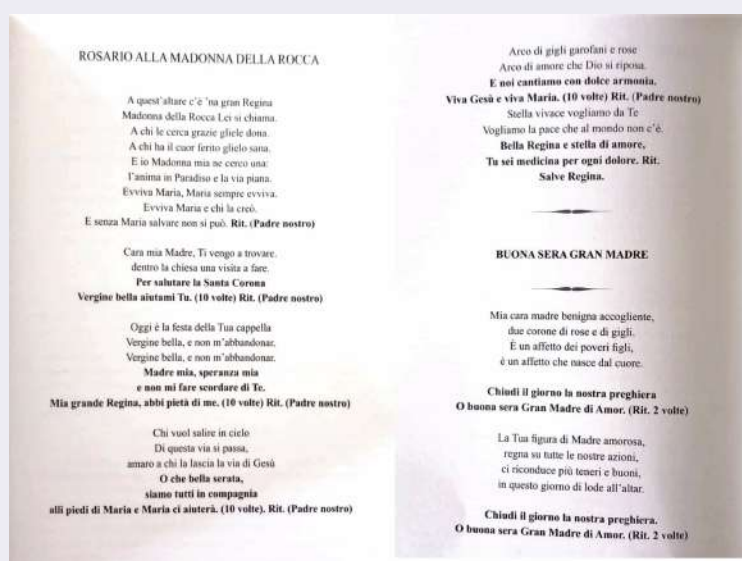 ROSARIO ALLA MADONNA DELLA ROCCA
A quest'altare c'è 'na gran Regina
Madonna della Rocca Lei si chiama.
A chi le cerca grazie gliele dona.
A chi ha il cuor ferito glielo sana.
E io Madonna mia ne cerco una:
l'anima in Paradiso e la via piana.
Evviva Maria, Maria sempre evviva.
Evviva Maria e chi la creò.
E senza Maria salvare non si può. Rit. (Padre nostro)
Cara mia Madre, Ti vengo a trovare.
dentro la chiesa una visita a fare.
Per salutare la Santa Corona
Vergine bella aiutami Tu. (10 volte) Rit. (Padre nostro)
Oggi è la festa della Tua cappella
Vergine bella, e non m'abbandonar.
Vergine bella, e non m'abbandonar.
Madre mia, speranza mia
e non mi fare scordare di Te.
Mia grande Regina, abbi pietà di me. (10 volte) Rit. (Padre nostro)
Chi vuol salire in cielo
Di questa via si passa,
amaro a chi la lascia la via di Gesù
O che bella serata,
siamo tutti in compagnia
alli piedi di Maria e Maria ci aiuterà. (10 volte). Rit. (Padre nostro)
Arco di gigli garofani e rose
Arco di amore che Dio si riposa.
E noi cantiamo con dolce armonia.
Viva Gesù e viva Maria. (10 volte) Rit. (Padre nostro)
Stella vivace vogliamo da Te
Vogliamo la pace che al mondo non c'è.
Bella Regina e stella di amore,
Tu sei medicina per ogni dolore. Rit.
Salve Regina.
BUONA SERA GRAN MADRE
Mia cara madre benigna accogliente,
due corone di rose e di gigli.
È un affetto dei poveri figli,
è un affetto che nasce dal cuore.
Chiudi il giorno la nostra preghiera
O buona sera Gran Madre di Amor. (Rit. 2 volte)
La Tua figura di Madre amorosa,
regna su tutte le nostre azioni,
ci riconduce più teneri e buoni,
in questo giorno di lode all'altar.
Chiudi il giorno la nostra preghiera.
O buona sera Gran Madre di Amor. (Rit. 2 volte)